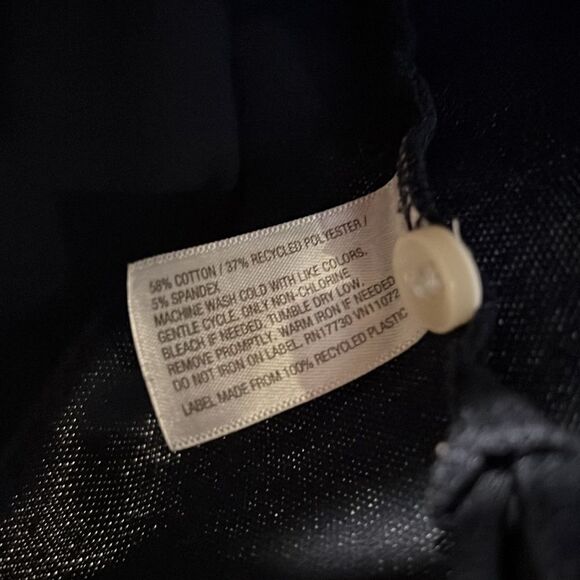 58% COTTON / 37% RECYCLED POLYESTER /
5% SPANDEX
MACHINE WASH COLD WITH LIKE COLORS.
GENTLE CYCLE. ONLY NON-CHLORINE
BLEACH IF NEEDED. TUMBLE DRY LOW.
REMOVE PROMPTLY. WARM IRON IF NEEDED
DO NOT IRON ON LABEL. RN17730 VN11072
LABEL MADE FROM 100% RECYCLED PLASTIC